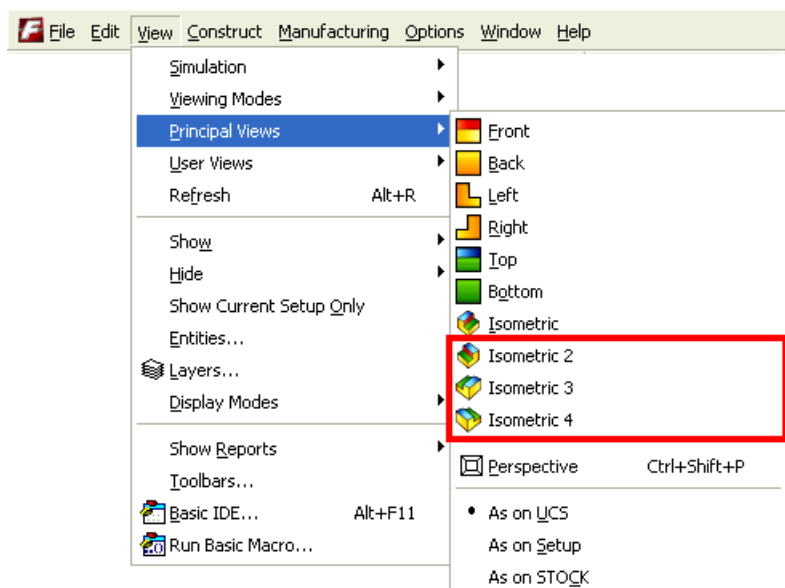 File Edit View Construct Manufacturing Options Window Help
Simulation
Viewing Modes
Principal Views
User Views
Refresh Alt+R
Show
Hide
Show Current Setup Only
Entities...
Layers...
Display Modes
Show Reports
Toolbars...
Basic IDE... Alt+F11
Run Basic Macro...
Front
Back
Left
Right
Top
Bottom
Isometric
Isometric 2
Isometric 3
Isometric 4
Perspective Ctrl+Shift+P
As on UCS
As on Setup
As on STOCK